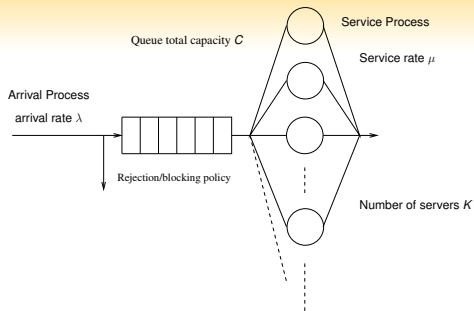 Service Process
Queue total capacity C
Service rate μ
Arrival Process
arrival rate λ
Rejection/blocking policy
Number of servers K